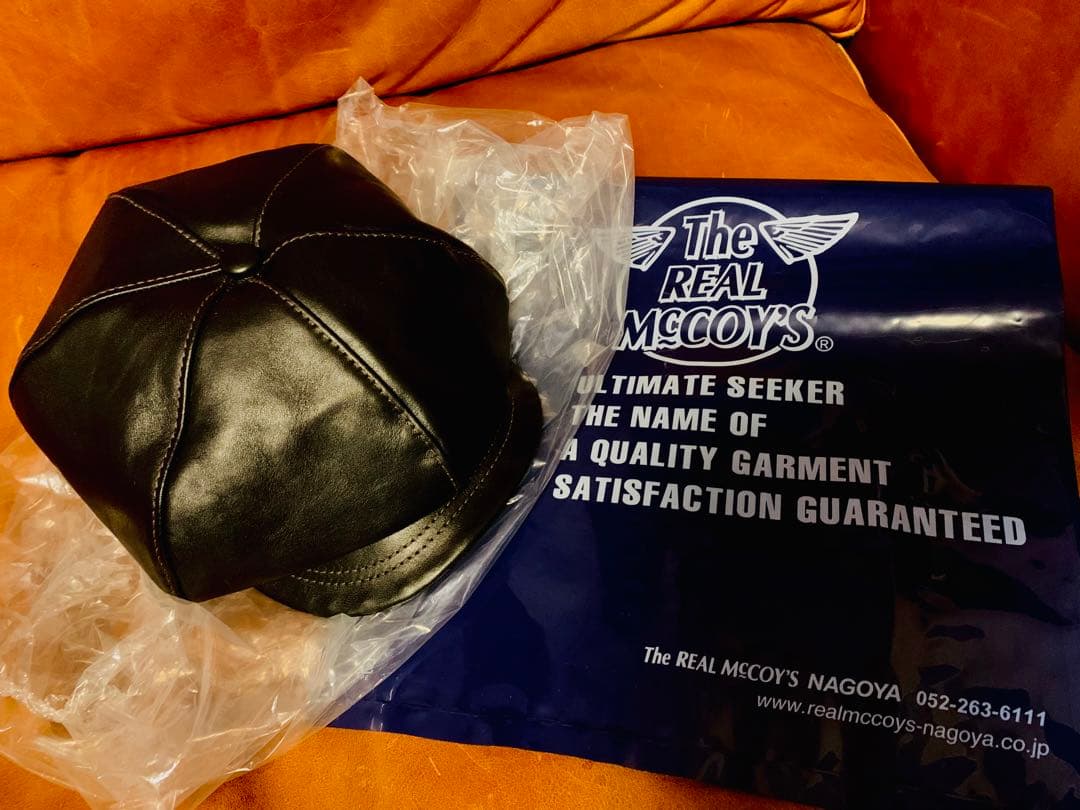 The
REAL
McCOY'S®
ULTIMATE SEEKER
THE NAME OF
A QUALITY GARMENT
SATISFACTION GUARANTEED
The REAL McCOY'S NAGOYA 052-263-6111
www.realmccoys-nagoya.co.jp